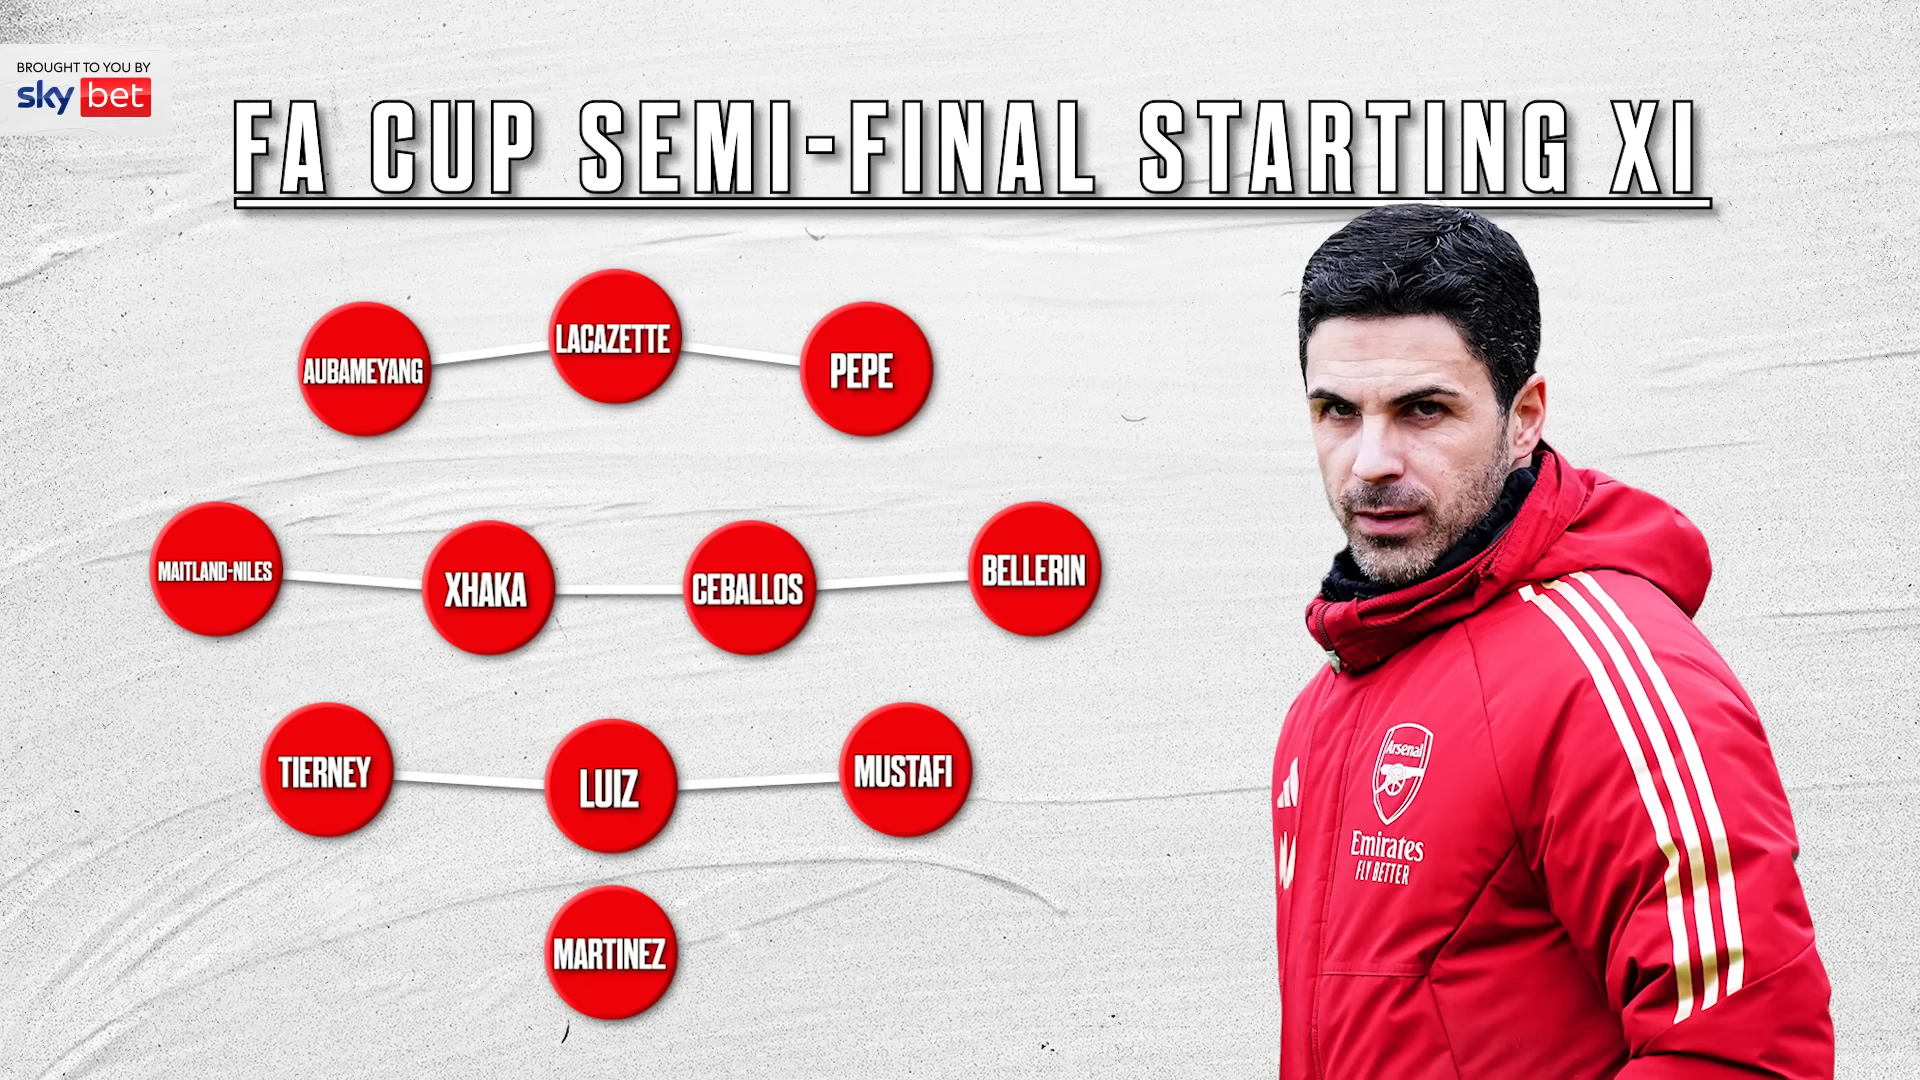 BROUGHT TO YOU BY
sky bet
FA CUP SEMI-FINAL STARTING XI
AUBAMEYANG
LACAZETTE
PEPE
MAITLAND-NILES
XHAKA
CEBALLOS
BELLERIN
TIERNEY
LUIZ
MUSTAFI
MARTINEZ
Arsenal
Emirates
FLY BETTER